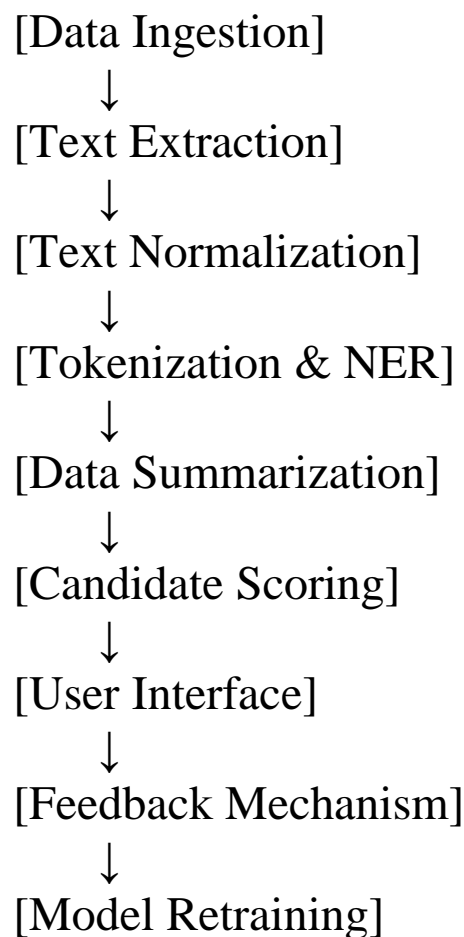 [Data Ingestion]
↓
[Text Extraction]
↓
[Text Normalization]
↓
[Tokenization & NER]
↓
[Data Summarization]
↓
[Candidate Scoring]
↓
[User Interface]
↓
[Feedback Mechanism]
↓
[Model Retraining]